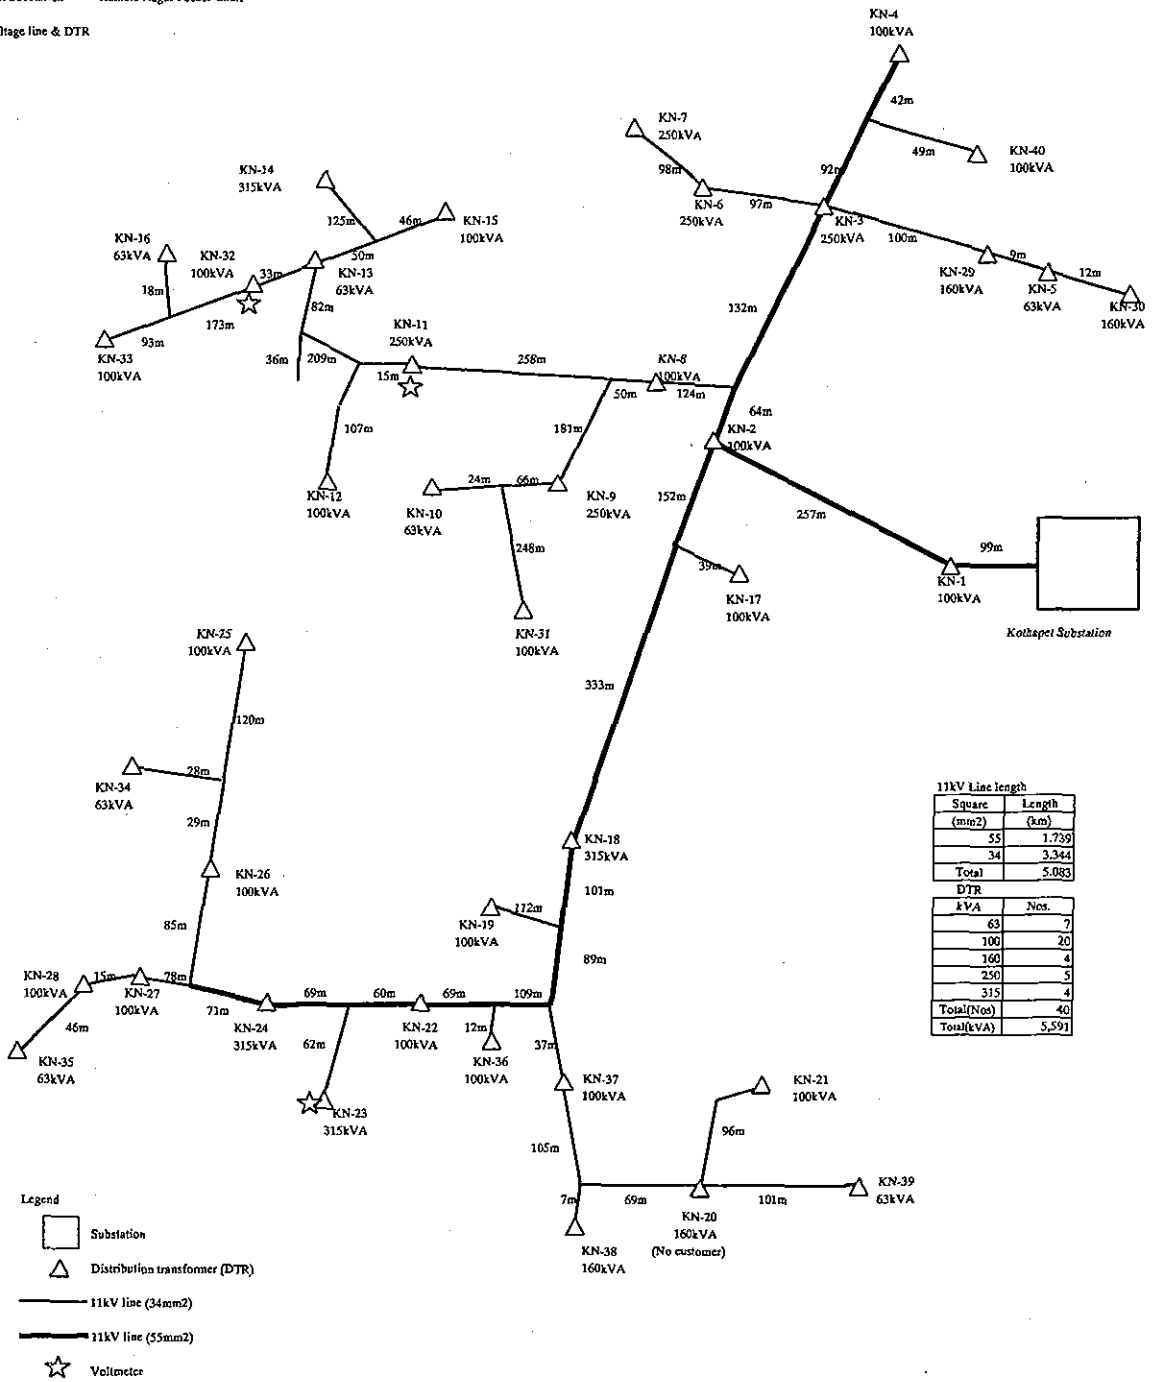 ltage line & DTR
KN-4
100kVA
42m
KN-7
250kVA
49m
KN-40
100kVA
98m
92m
KN-6
250kVA
97m
KN-3
250kVA
100m
9m
12m
KN-29
160kVA
KN-5
63kVA
KN-30
160kVA
KN-14
315kVA
125m
46m
KN-15
100kVA
KN-16
63kVA
KN-32
100kVA
33m
50m
KN-13
63kVA
18m
82m
173m
93m
KN-33
100kVA
36m
209m
KN-11
250kVA
15m
258m
KN-8
100kVA
50m
124m
132m
64m
107m
181m
KN-2
100kVA
KN-12
100kVA
24m
66m
KN-10
63kVA
KN-9
250kVA
152m
257m
248m
39m
99m
KN-1
100kVA
KN-17
100kVA
KN-31
100kVA
Kothapet Substation
KN-25
100kVA
333m
120m
28m
KN-34
63kVA
29m
KN-18
315kVA
KN-26
100kVA
101m
112m
KN-19
100kVA
85m
89m
KN-28
100kVA
15m
78m
KN-27
100kVA
71m
69m
60m
69m
109m
KN-24
315kVA
KN-22
100kVA
46m
KN-35
63kVA
62m
12m
KN-36
100kVA
37m
KN-37
100kVA
KN-21
100kVA
KN-23
315kVA
96m
105m
7m
69m
101m
KN-39
63kVA
KN-20
160kVA
(No customer)
KN-38
160kVA
11kV Line length
Square Length
(mm2) (km)
55 1.739
34 3.344
Total 5.083
DTR
kVA Nos.
63 7
100 20
160 4
250 5
315 4
Total(Nos) 40
Total(kVA) 5,591
Legend
Substation
Distribution transformer (DTR)
11kV line (34mm2)
11kV line (55mm2)
Voltmeter